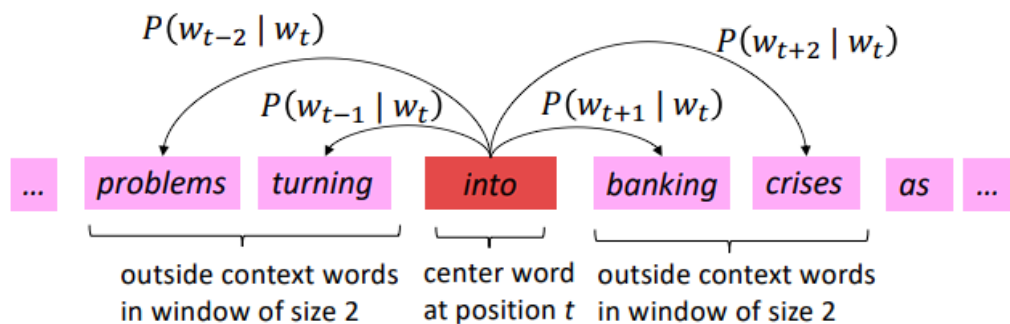 P(w_{t-2} | w_t)
P(w_{t+2} | w_t)
P(w_{t-1} | w_t)
P(w_{t+1} | w_t)
... problems turning into banking crises as ...
outside context words
in window of size 2
center word
at position t
outside context words
in window of size 2